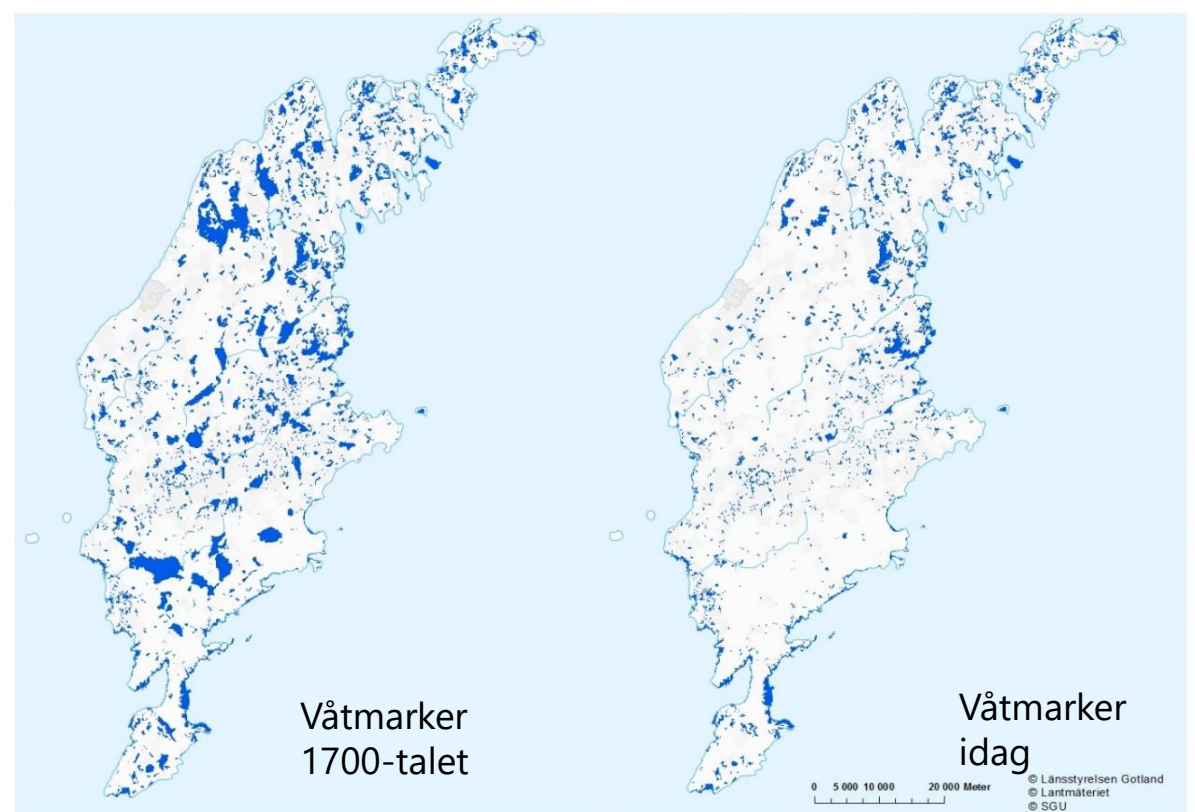 Våtmarker
1700-talet
Våtmarker
idag
0 5 000 10 000 20 000 Meter
© Länsstyrelsen Gotland
© Lantmäteriet
© SGU